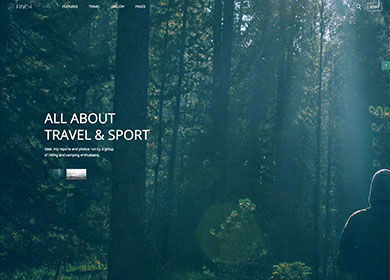 FINCH FEATURES TRAVEL GALLERY PAGES
ALL ABOUT
TRAVEL & SPORT
Gear, trip reports and photos run by a group
of hiking and camping enthusiasts.